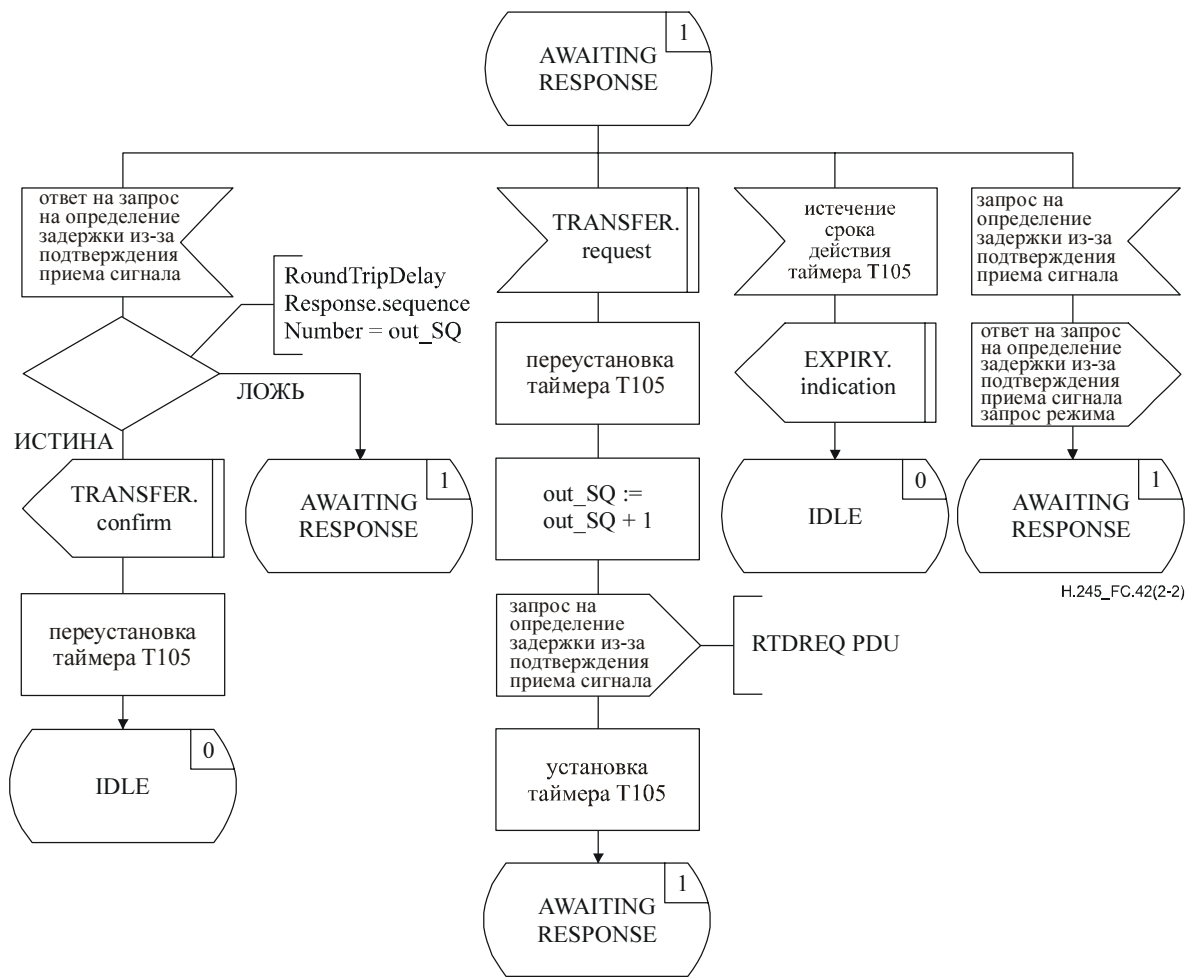 1
AWAITING
RESPONSE
ответ на запрос
на определение
задержки из-за
подтверждения
приема сигнала
RoundTripDelay
Response.sequence
Number = out_SQ
ЛОЖЬ
ИСТИНА
TRANSFER.
confirm
переустановка
таймера T105
0
IDLE
1
AWAITING
RESPONSE
TRANSFER.
request
переустановка
таймера T105
out_SQ :=
out_SQ + 1
запрос на
определение
задержки из-за
подтверждения
приема сигнала
RTDREQ PDU
установка
таймера T105
1
AWAITING
RESPONSE
истечение
срока
действия
таймера T105
EXPIRY.
indication
0
IDLE
запрос на
определение
задержки из-за
подтверждения
приема сигнала
ответ на запрос
на определение
задержки из-за
подтверждения
приема сигнала
запрос режима
1
AWAITING
RESPONSE
H.245_FC.42(2-2)